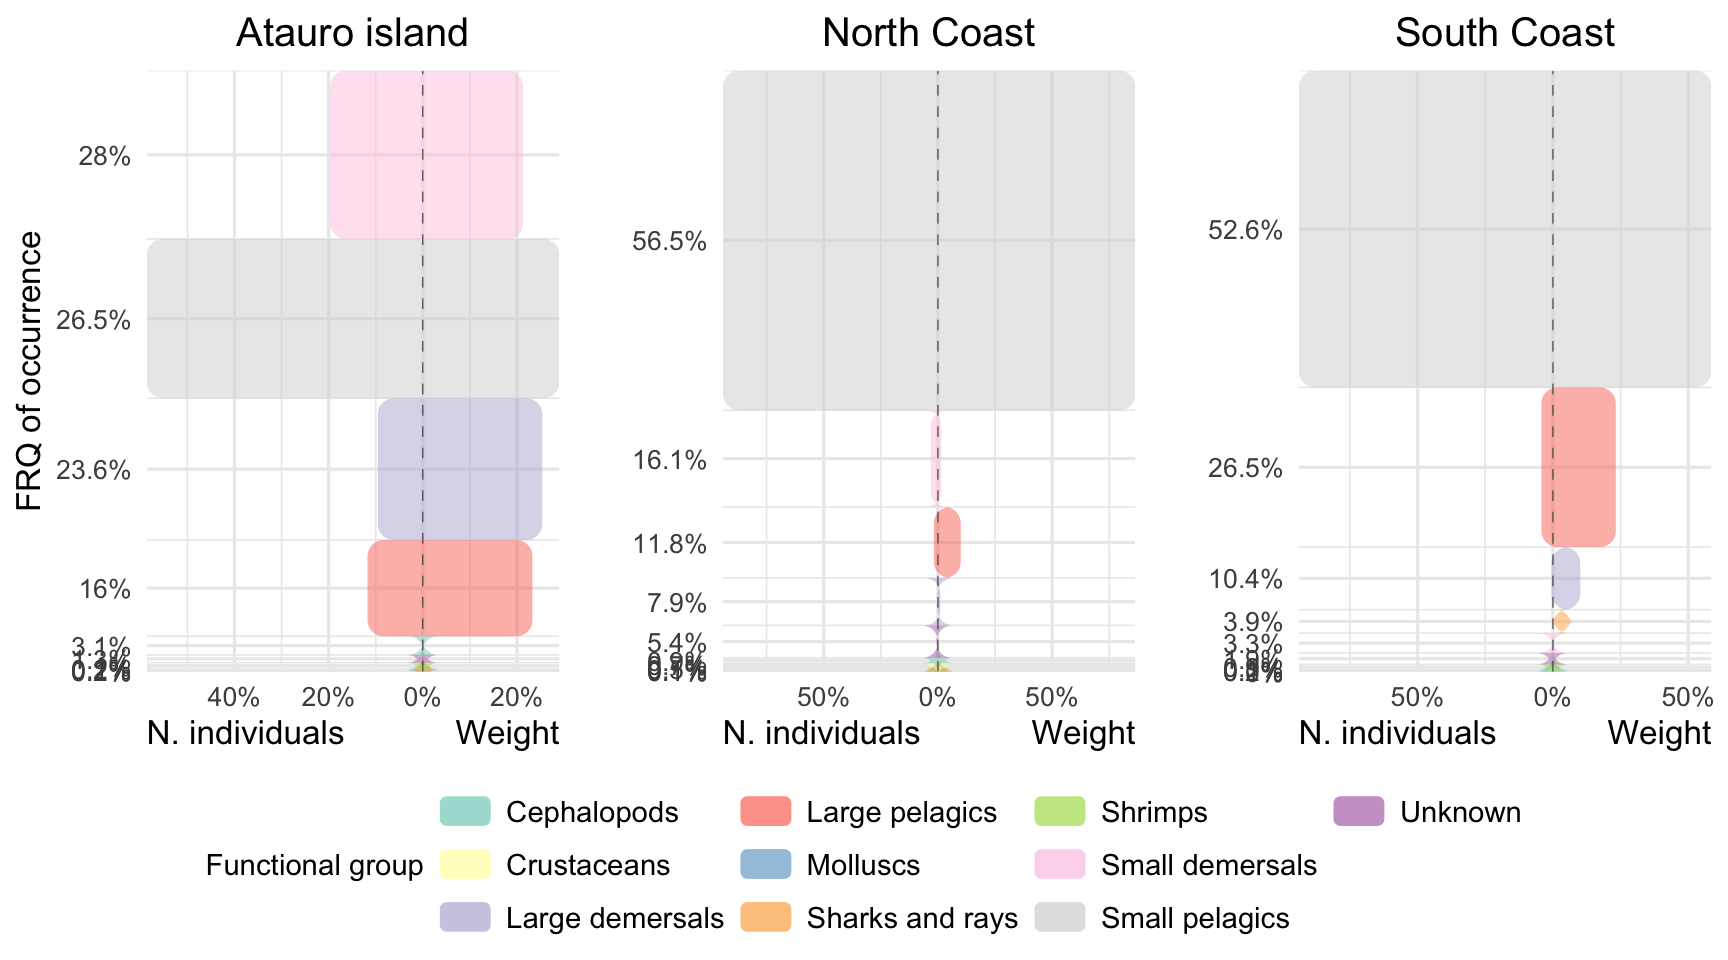 Atauro island
North Coast
South Coast
FRQ of occurrence
28%
26.5%
23.6%
16%
3.1%
40% 20% 0% 20%
N. individuals Weight
56.5%
16.1%
11.8%
7.9%
5.4%
50% 0% 50%
N. individuals Weight
52.6%
26.5%
10.4%
3.9%
3.3%
50% 0% 50%
N. individuals Weight
Functional group
Cephalopods
Crustaceans
Large demersals
Large pelagics
Molluscs
Sharks and rays
Shrimps
Small demersals
Small pelagics
Unknown